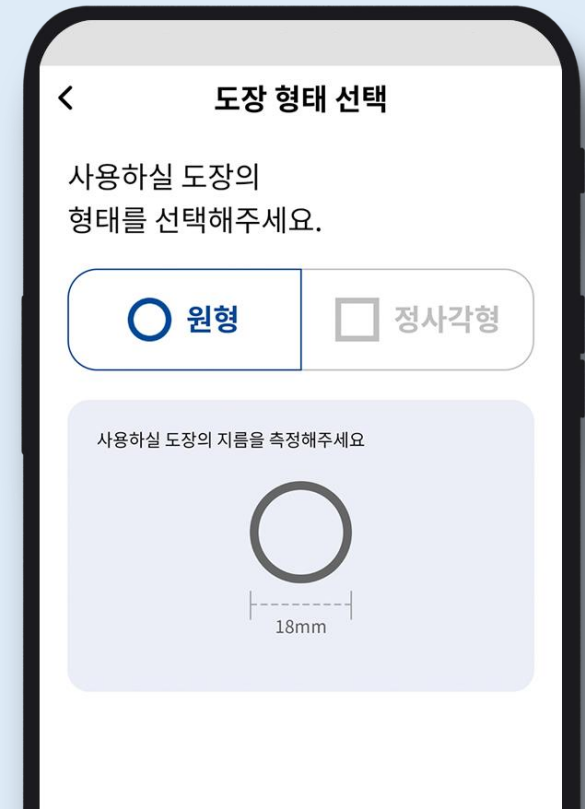 도장 형태 선택
사용하실 도장의
형태를 선택해주세요.
원형
정사각형
사용하실 도장의 지름을 측정해주세요
18mm